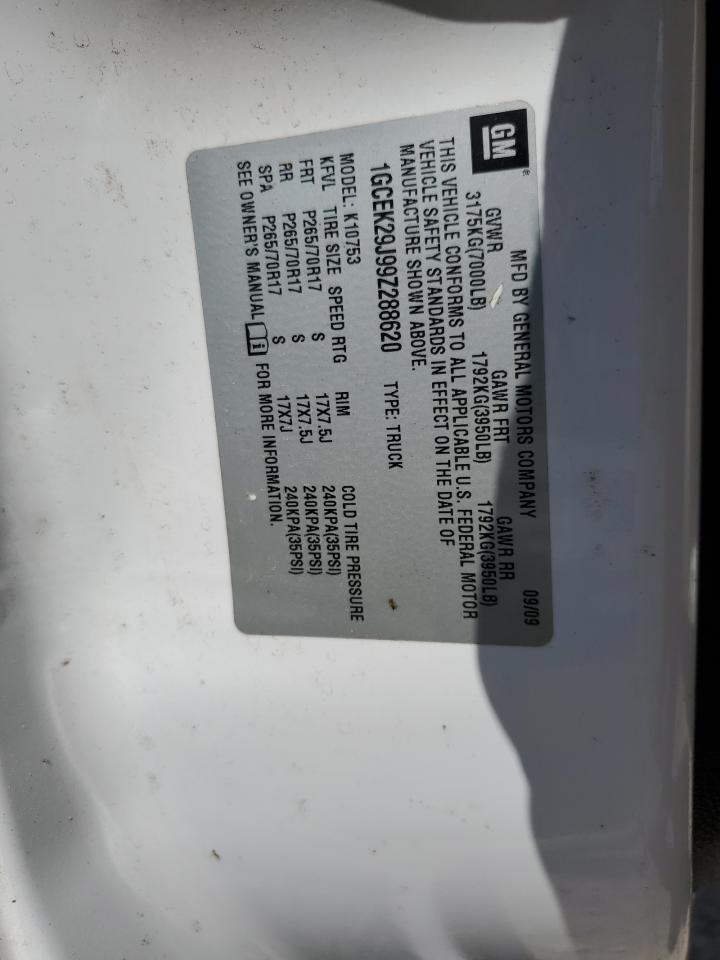 GM®
MFD BY GENERAL MOTORS COMPANY 09/09
GVWR GAWR FRT GAWR RR
3175KG(7000LB) 1792KG(3950LB) 1792KG(3950LB)
THIS VEHICLE CONFORMS TO ALL APPLICABLE U.S. FEDERAL MOTOR
VEHICLE SAFETY STANDARDS IN EFFECT ON THE DATE OF
MANUFACTURE SHOWN ABOVE.
1GCEK29J99Z288620 TYPE: TRUCK
MODEL: K10753
KFVL TIRE SIZE SPEED RTG RIM COLD TIRE PRESSURE
FRT P265/70R17 S 17X7.5J 240KPA(35PSI)
RR P265/70R17 S 17X7.5J 240KPA(35PSI)
SPA P265/70R17 S 17X7J 240KPA(35PSI)
SEE OWNER'S MANUAL i FOR MORE INFORMATION.